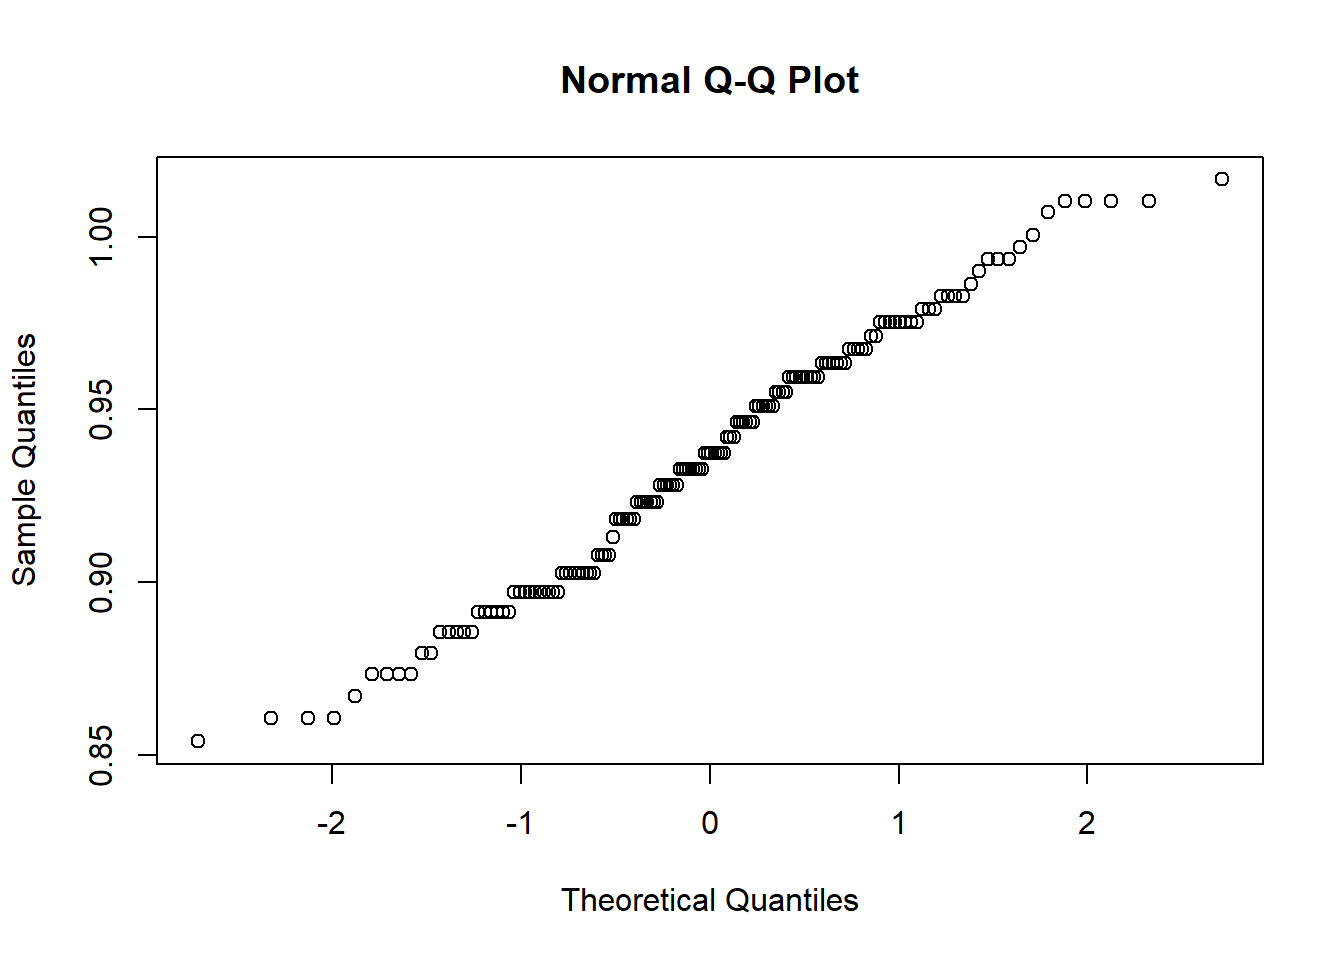 Normal Q-Q Plot
Sample Quantiles
1.00
0.95
0.90
0.85
-2 -1 0 1 2
Theoretical Quantiles